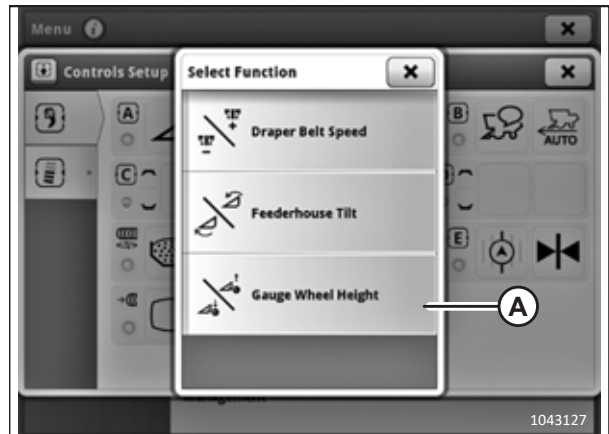 Menu i
Controls Setup
Select Function
A
B
AUTO
C
E
Draper Belt Speed
Feederhouse Tilt
Gauge Wheel Height
A
1043127